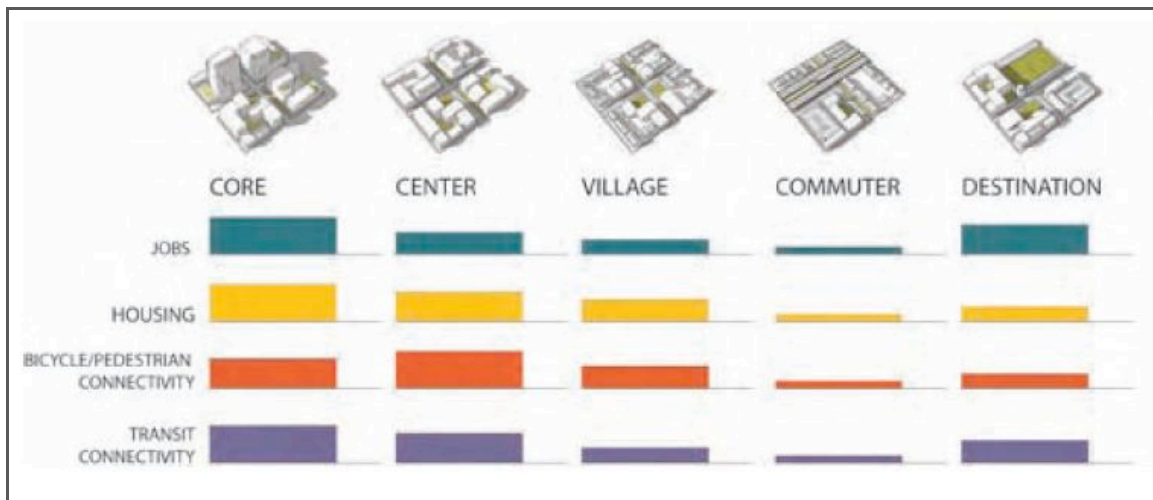 CORE CENTER VILLAGE COMMUTER DESTINATION
JOBS
HOUSING
BICYCLE/PEDESTRIAN
CONNECTIVITY
TRANSIT
CONNECTIVITY